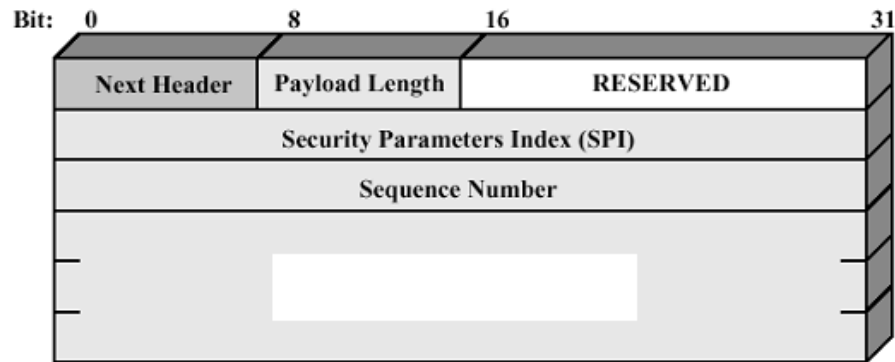 Bit: 0 8 16 31
Next Header Payload Length RESERVED
Security Parameters Index (SPI)
Sequence Number